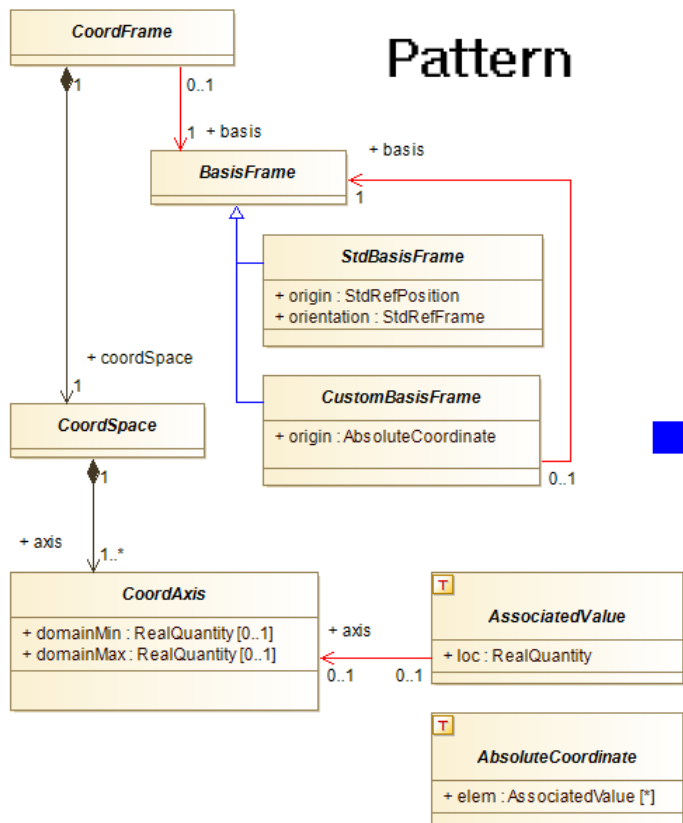 CoordFrame
Pattern
1
0..1
1
+ basis
+ basis
BasisFrame
1
StdBasisFrame
+ origin : StdRefPosition
+ orientation : StdRefFrame
+ coordSpace
1
CustomBasisFrame
+ origin : AbsoluteCoordinate
CoordSpace
1
0..1
+ axis
1..*
CoordAxis
+ domainMin : RealQuantity [0..1]
+ domainMax : RealQuantity [0..1]
+ axis
0..1
0..1
T
AssociatedValue
+ loc : RealQuantity
T
AbsoluteCoordinate
+ elem : AssociatedValue [*]